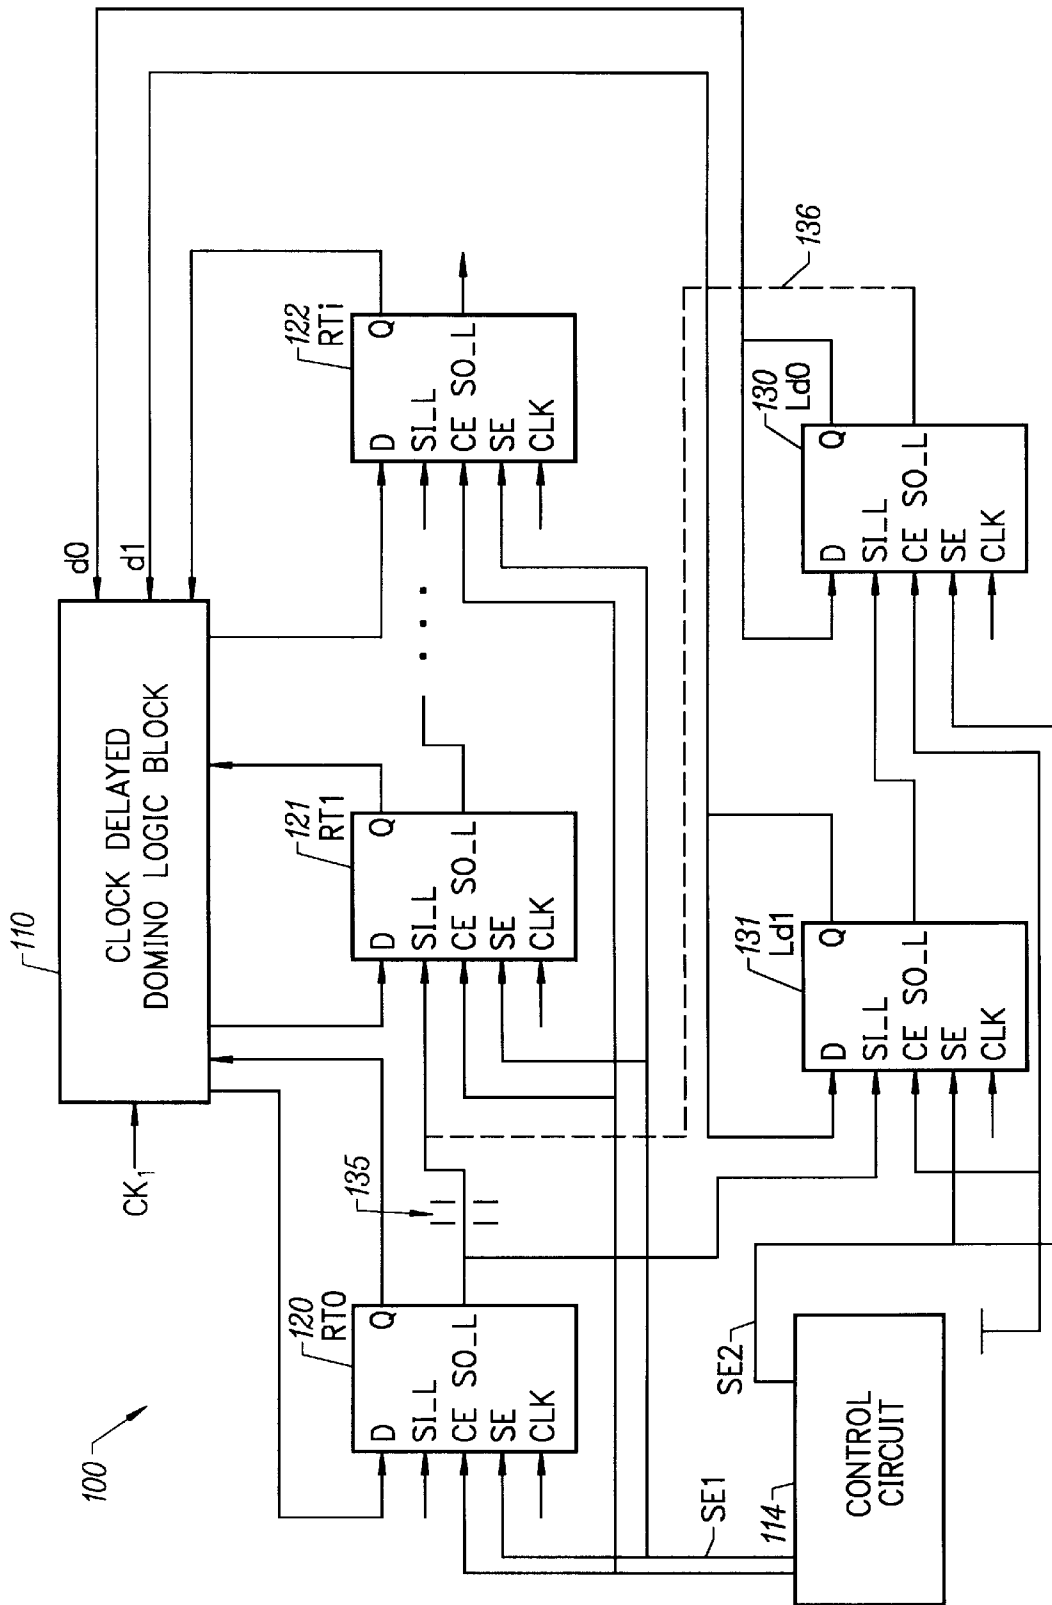 100
CK1
110
CLOCK DELAYED
DOMINO LOGIC BLOCK
d0
d1
120
RT0
D
Q
SI_L
CE SO_L
SE
CLK
135
121
RT1
D
Q
SI_L
CE SO_L
SE
CLK
122
RTi
D
Q
SI_L
CE SO_L
SE
CLK
SE1
114
CONTROL
CIRCUIT
SE2
131
Ld1
D
Q
SI_L
CE SO_L
SE
CLK
130
Ld0
D
Q
SI_L
CE SO_L
SE
CLK
136